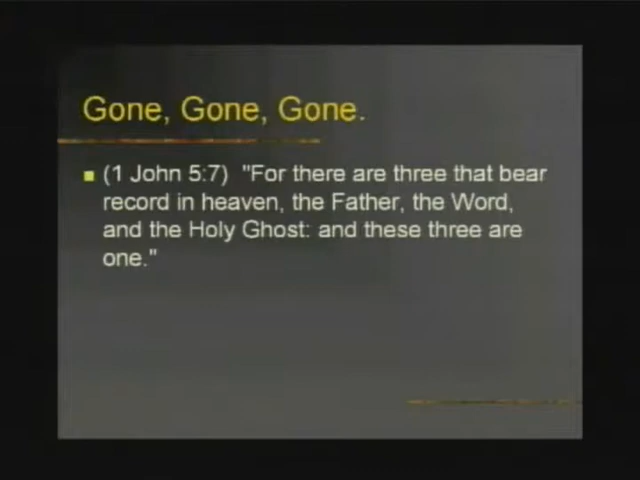 Gone, Gone, Gone.
(1 John 5:7) "For there are three that bear
record in heaven, the Father, the Word,
and the Holy Ghost: and these three are
one."